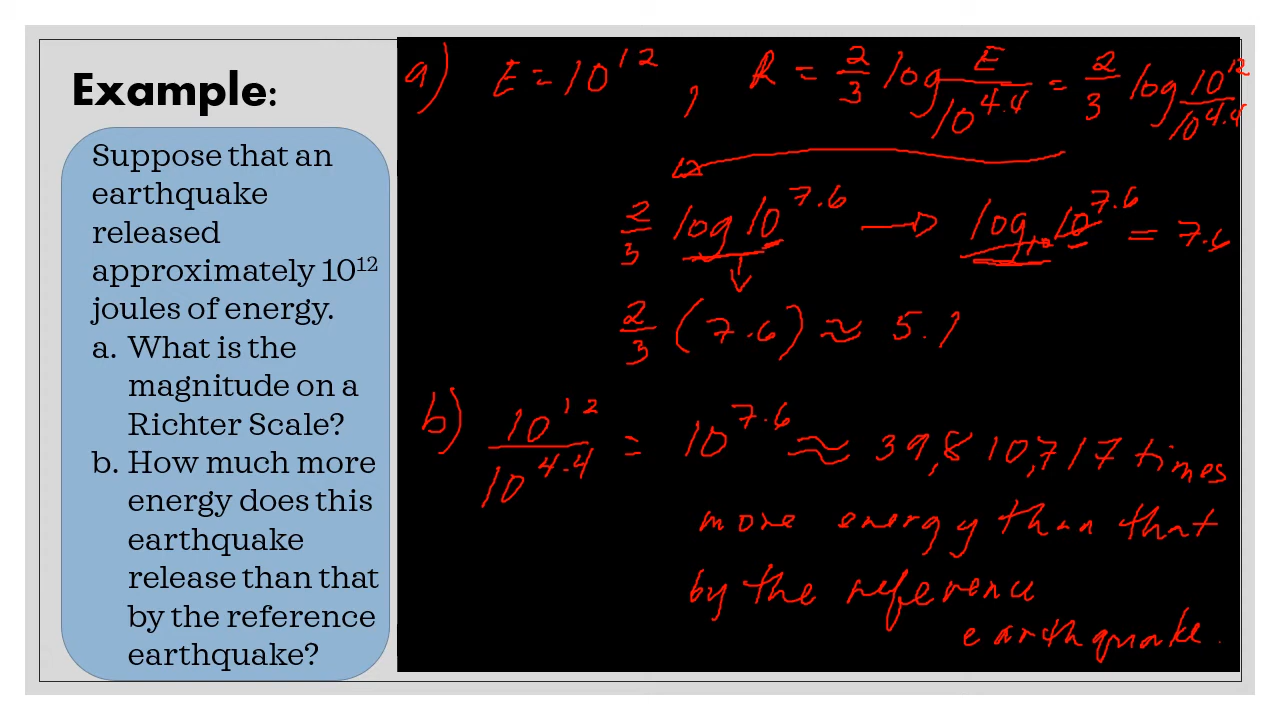 Example:
Suppose that an
earthquake
released
approximately 10¹²
joules of energy.
a. What is the
magnitude on a
Richter Scale?
b. How much more
energy does this
earthquake
release than that
by the reference
earthquake?
a) E = 10¹² , R = 2/3 log E/10⁴·⁴ = 2/3 log 10¹²/10⁴·⁴
2/3 log 10⁷·⁶ → log₁₀ 10⁷·⁶ = 7.6
2/3 (7.6) ≈ 5.1
b) 10¹²/10⁴·⁴ = 10⁷·⁶ ≈ 39,810,717 times
more energy than that
by the reference
earthquake.